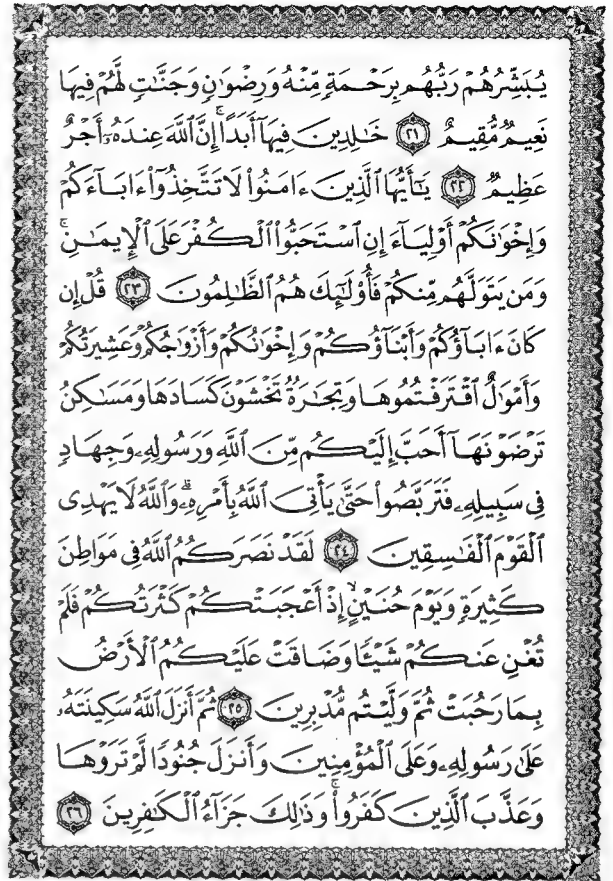 يُبَشِّرُهُمْ رَبُّهُم بِرَحْمَةٍ مِّنْهُ وَرِضْوَٰنٍ وَجَنَّٰتٍ لَّهُمْ فِيهَا
نَعِيمٌ مُّقِيمٌ ٢١ خَٰلِدِينَ فِيهَآ أَبَدًا ۚ إِنَّ ٱللَّهَ عِندَهُۥٓ أَجْرٌ
عَظِيمٌ ٢٢ يَٰٓأَيُّهَا ٱلَّذِينَ ءَامَنُوا۟ لَا تَتَّخِذُوٓا۟ ءَابَآءَكُمْ
وَإِخْوَٰنَكُمْ أَوْلِيَآءَ إِنِ ٱسْتَحَبُّوا۟ ٱلْكُفْرَ عَلَى ٱلْإِيمَٰنِ ۚ
وَمَن يَتَوَلَّهُم مِّنكُمْ فَأُو۟لَٰٓئِكَ هُمُ ٱلظَّٰلِمُونَ ٢٣ قُلْ إِن
كَانَ ءَابَآؤُكُمْ وَأَبْنَآؤُكُمْ وَإِخْوَٰنُكُمْ وَأَزْوَٰجُكُمْ وَعَشِيرَتُكُمْ
وَأَمْوَٰلٌ ٱقْتَرَفْتُمُوهَا وَتِجَٰرَةٌ تَخْشَوْنَ كَسَادَهَا وَمَسَٰكِنُ
تَرْضَوْنَهَآ أَحَبَّ إِلَيْكُم مِّنَ ٱللَّهِ وَرَسُولِهِۦ وَجِهَادٍ
فِى سَبِيلِهِۦ فَتَرَبَّصُوا۟ حَتَّىٰ يَأْتِىَ ٱللَّهُ بِأَمْرِهِۦ ۗ وَٱللَّهُ لَا يَهْدِى
ٱلْقَوْمَ ٱلْفَٰسِقِينَ ٢٤ لَقَدْ نَصَرَكُمُ ٱللَّهُ فِى مَوَاطِنَ
كَثِيرَةٍ ۙ وَيَوْمَ حُنَيْنٍ ۙ إِذْ أَعْجَبَتْكُمْ كَثْرَتُكُمْ فَلَمْ
تُغْنِ عَنكُمْ شَيْـًٔا وَضَاقَتْ عَلَيْكُمُ ٱلْأَرْضُ
بِمَا رَحُبَتْ ثُمَّ وَلَّيْتُم مُّدْبِرِينَ ٢٥ ثُمَّ أَنزَلَ ٱللَّهُ سَكِينَتَهُۥ
عَلَىٰ رَسُولِهِۦ وَعَلَى ٱلْمُؤْمِنِينَ وَأَنزَلَ جُنُودًا لَّمْ تَرَوْهَا
وَعَذَّبَ ٱلَّذِينَ كَفَرُوا۟ ۚ وَذَٰلِكَ جَزَآءُ ٱلْكَٰفِرِينَ ٢٦